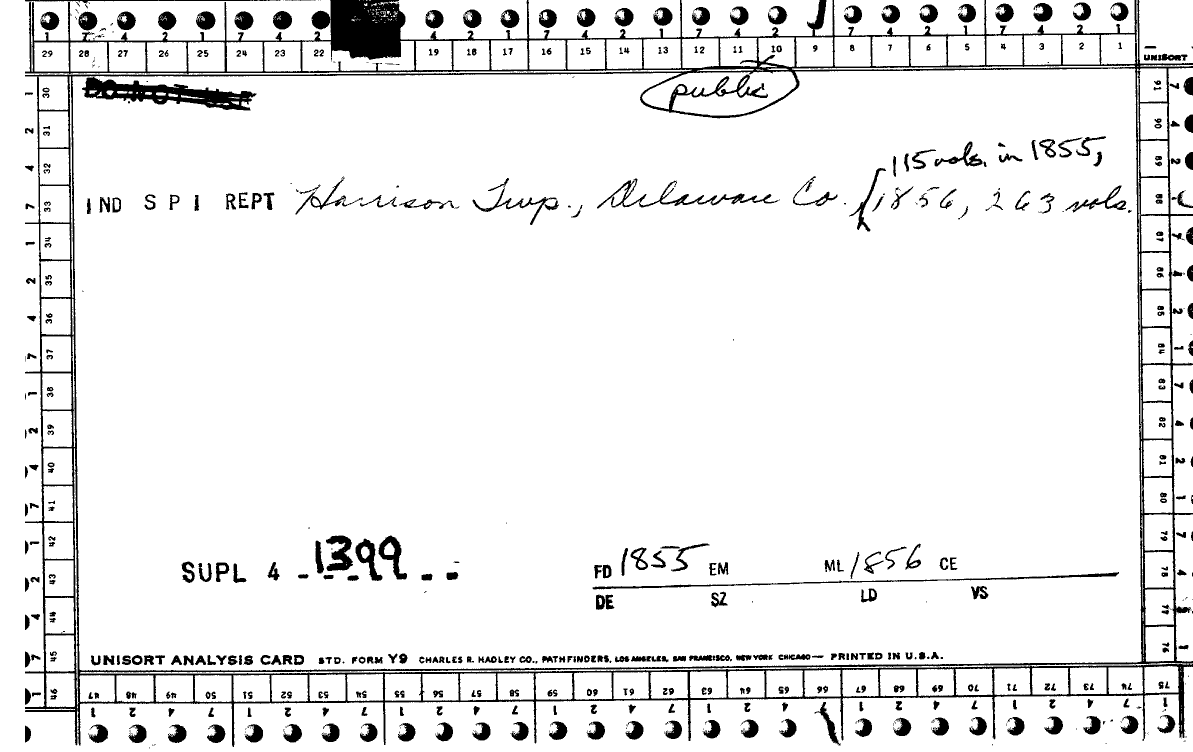 7 4 2 1 7 4 2 4 2 1 7 4 2 1 7 4 2 7 4 2 1 7 4 2 1
29 28 27 26 25 24 23 22 19 18 17 16 15 14 13 12 11 10 9 8 7 6 5 4 3 2 1
UNISORT
DO NOT USE
public
115 vols. in 1855,
IND S P I REPT Harrison Twp., Delaware Co. 1856, 263 vols.
SUPL 4 1399
FD 1855 EM ML 1856 CE
DE SZ LD VS
UNISORT ANALYSIS CARD STD. FORM Y9 CHARLES R. HADLEY CO., PATHFINDERS, LOS ANGELES, SAN FRANCISCO, NEW YORK CHICAGO — PRINTED IN U.S.A.
30 31 32 33 34 35 36 37 38 39 40 41 42 43 44 45 46
91 90 89 88 87 86 85 84 83 82 81 80 79 78 77 76
47 48 49 50 51 52 53 54 55 56 57 58 59 60 61 62 63 64 65 66 67 68 69 70 71 72 73 74 75
1 2 4 7 1 2 4 7 1 2 4 7 1 2 4 7 1 2 4 7 1 2 4 7 1 2 4 7 1